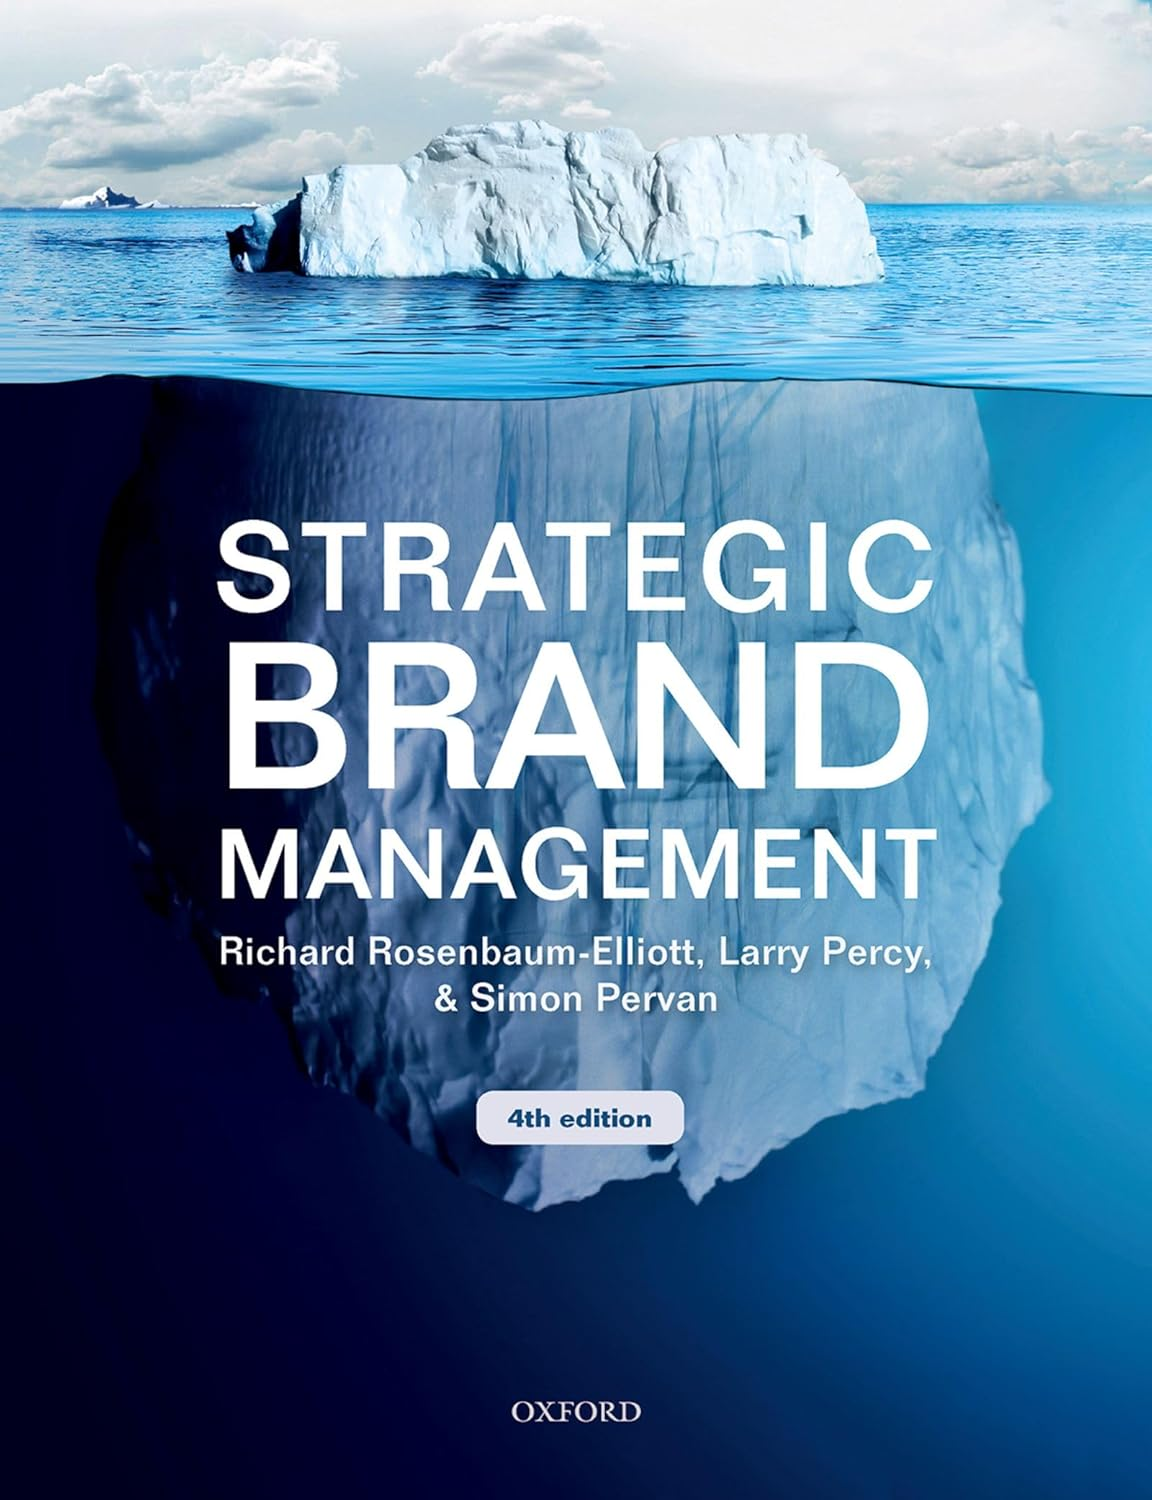 STRATEGIC
BRAND
MANAGEMENT
Richard Rosenbaum-Elliott, Larry Percy,
& Simon Pervan
4th edition
OXFORD